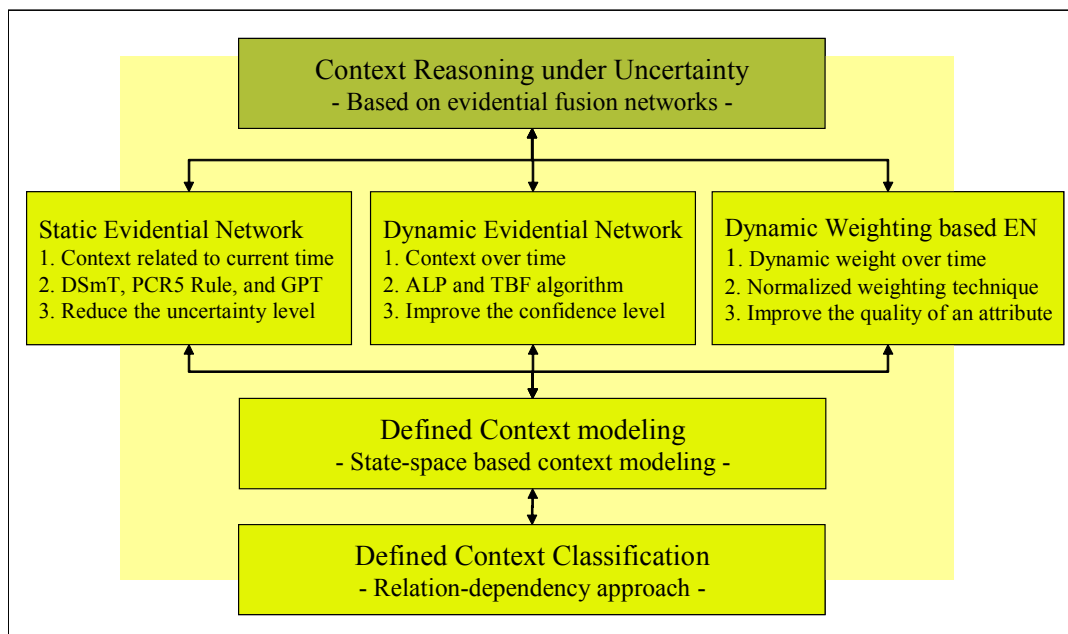 Context Reasoning under Uncertainty
- Based on evidential fusion networks -
Static Evidential Network
1. Context related to current time
2. DSmT, PCR5 Rule, and GPT
3. Reduce the uncertainty level
Dynamic Evidential Network
1. Context over time
2. ALP and TBF algorithm
3. Improve the confidence level
Dynamic Weighting based EN
1. Dynamic weight over time
2. Normalized weighting technique
3. Improve the quality of an attribute
Defined Context modeling
- State-space based context modeling -
Defined Context Classification
- Relation-dependency approach -